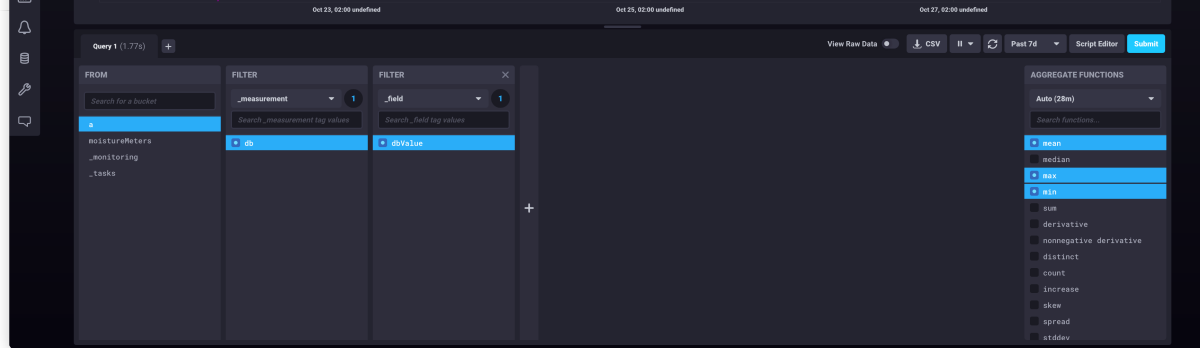 Oct 23, 02:00 undefined
Oct 25, 02:00 undefined
Oct 27, 02:00 undefined
Query 1 (1.77s)
+
View Raw Data
CSV
Past 7d
Script Editor
Submit
FROM
Search for a bucket
a
moistureMeters
_monitoring
_tasks
FILTER
_measurement
1
Search _measurement tag values
db
FILTER
_field
1
Search _field tag values
dbValue
+
AGGREGATE FUNCTIONS
Auto (28m)
Search functions...
mean
median
max
min
sum
derivative
nonnegative derivative
distinct
count
increase
skew
spread
stddev